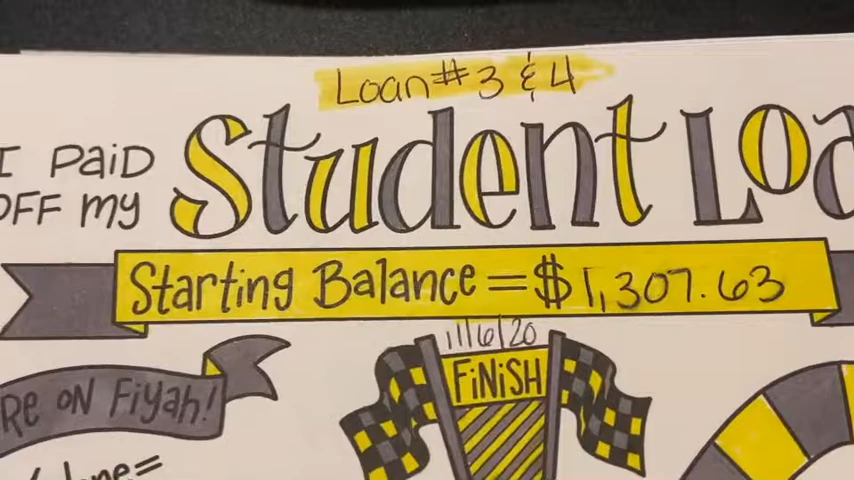 Loan# 3 & 4
I PAID OFF MY Student Loa
Starting Balance = $1,307.63
11/6/20
FINISH
RE ON FiYah!